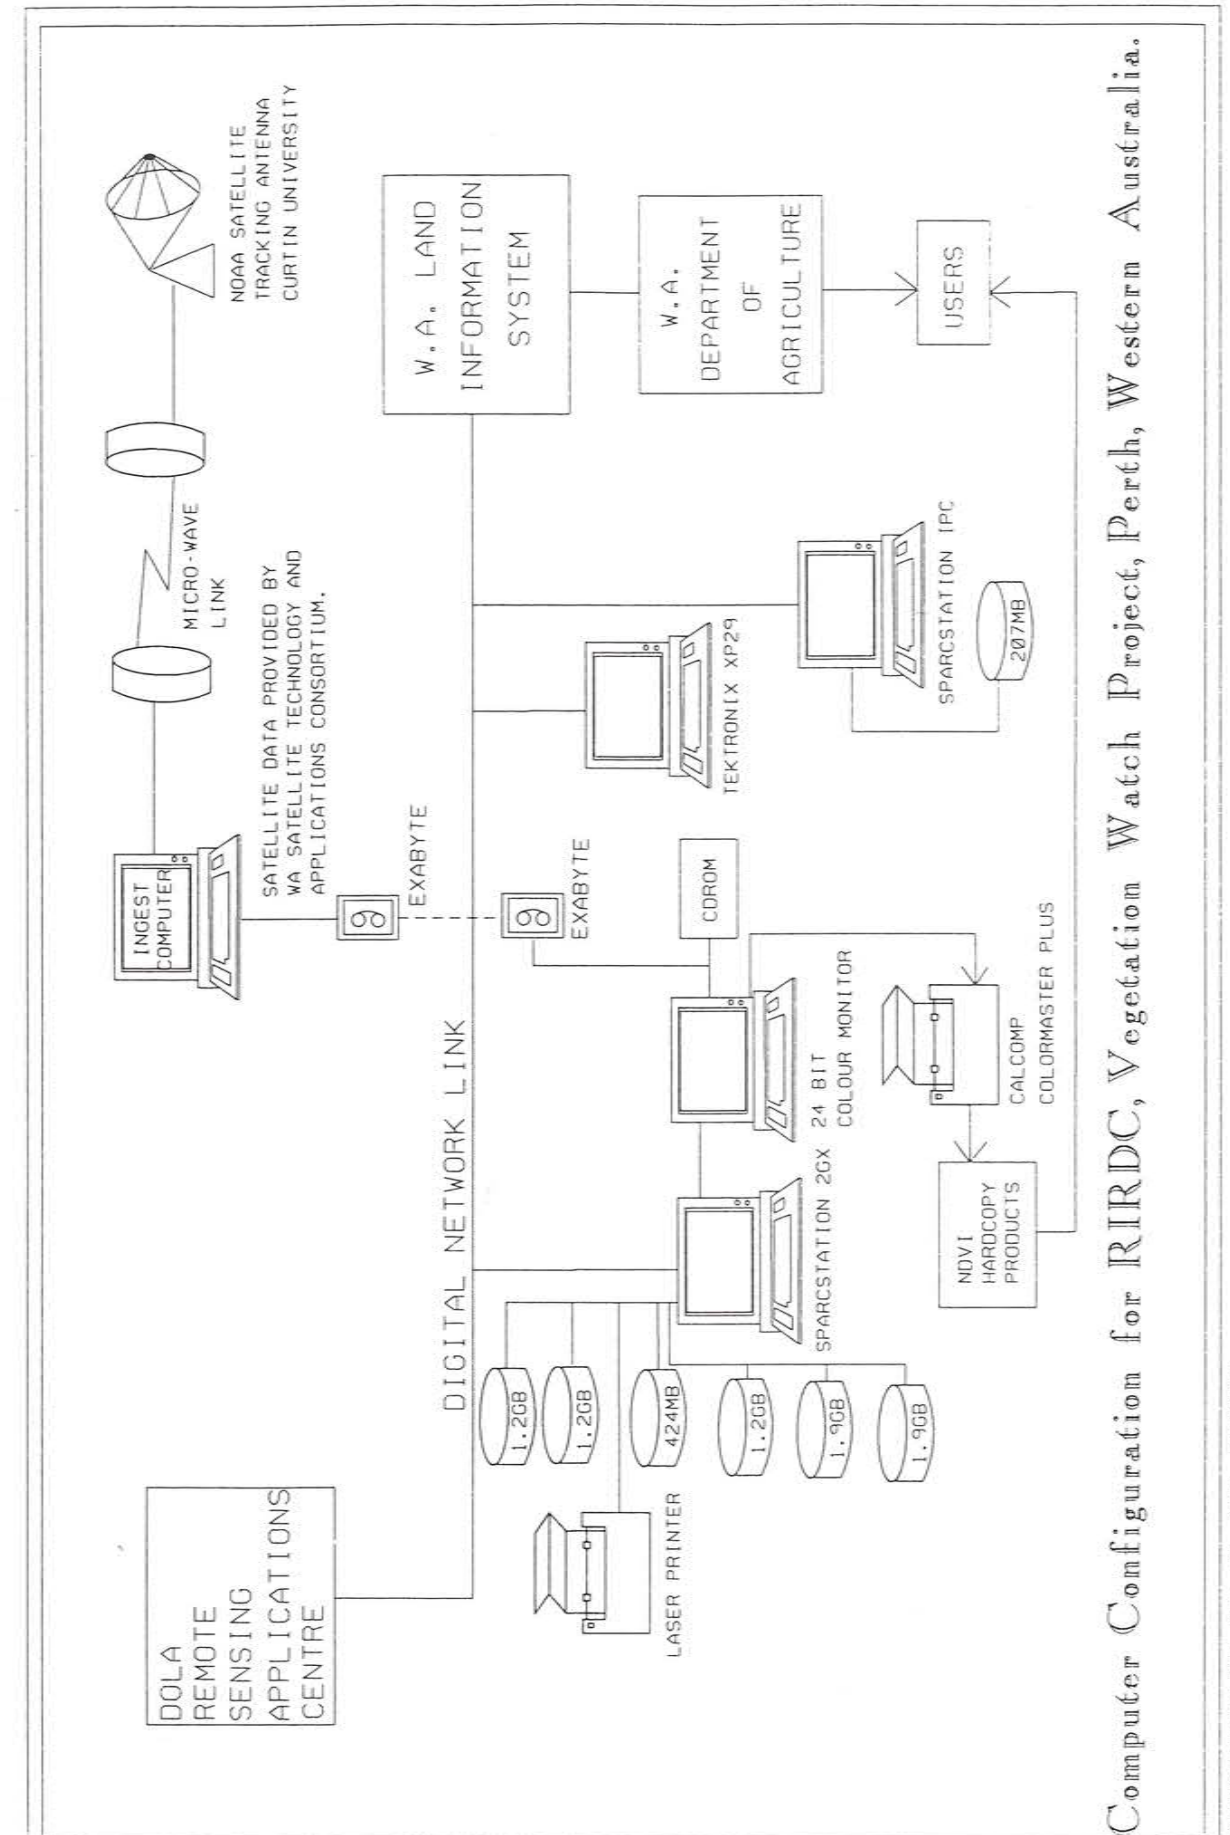 DOLA
REMOTE
SENSING
APPLICATIONS
CENTRE
INGEST
COMPUTER
MICRO-WAVE
LINK
NOAA SATELLITE
TRACKING ANTENNA
CURTIN UNIVERSITY
SATELLITE DATA PROVIDED BY
WA SATELLITE TECHNOLOGY AND
APPLICATIONS CONSORTIUM.
EXABYTE
DIGITAL NETWORK LINK
W.A. LAND
INFORMATION
SYSTEM
EXABYTE
1.2GB
1.2GB
424MB
1.2GB
1.9GB
1.9GB
LASER PRINTER
SPARCSTATION 2GX
24 BIT
COLOUR MONITOR
CDROM
TEKTRONIX XP29
SPARCSTATION IPC
207MB
W.A.
DEPARTMENT
OF
AGRICULTURE
USERS
CALCOMP
COLORMASTER PLUS
NDVI
HARDCOPY
PRODUCTS
Computer Configuration for RIRDC, Vegetation Watch Project, Perth, Western Australia.